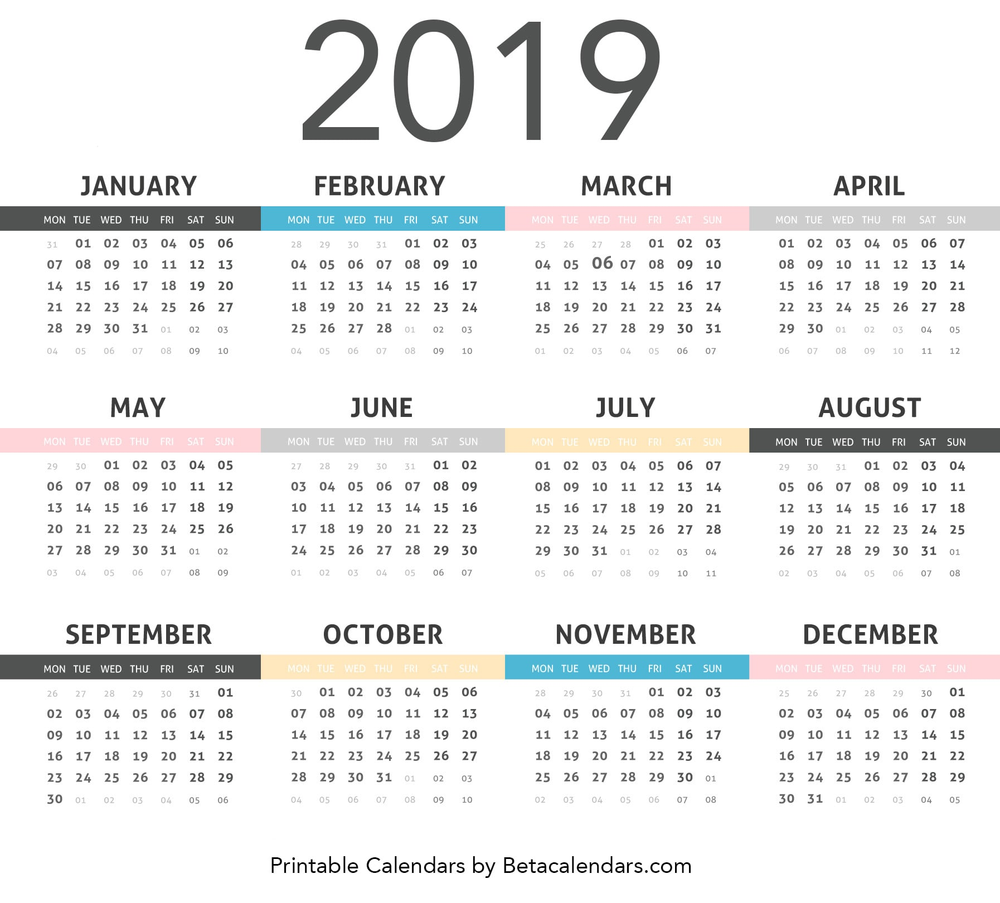 2019
JANUARY FEBRUARY MARCH APRIL
MON TUE WED THU FRI SAT SUN MON TUE WED THU FRI SAT SUN MON TUE WED THU FRI SAT SUN MON TUE WED THU FRI SAT SUN
31 01 02 03 04 05 06 28 29 30 31 01 02 03 25 26 27 28 01 02 03 01 02 03 04 05 06 07
07 08 09 10 11 12 13 04 05 06 07 08 09 10 04 05 06 07 08 09 10 08 09 10 11 12 13 14
14 15 16 17 18 19 20 11 12 13 14 15 16 17 11 12 13 14 15 16 17 15 16 17 18 19 20 21
21 22 23 24 25 26 27 18 19 20 21 22 23 24 18 19 20 21 22 23 24 22 23 24 25 26 27 28
28 29 30 31 01 02 03 25 26 27 28 01 02 03 25 26 27 28 29 30 31 29 30 01 02 03 04 05
04 05 06 07 08 09 10 04 05 06 07 08 09 10 01 02 03 04 05 06 07 06 07 08 09 10 11 12
MAY JUNE JULY AUGUST
MON TUE WED THU FRI SAT SUN MON TUE WED THU FRI SAT SUN MON TUE WED THU FRI SAT SUN MON TUE WED THU FRI SAT SUN
29 30 01 02 03 04 05 27 28 29 30 31 01 02 01 02 03 04 05 06 07 29 30 31 01 02 03 04
06 07 08 09 10 11 12 03 04 05 06 07 08 09 08 09 10 11 12 13 14 05 06 07 08 09 10 11
13 14 15 16 17 18 19 10 11 12 13 14 15 16 15 16 17 18 19 20 21 12 13 14 15 16 17 18
20 21 22 23 24 25 26 17 18 19 20 21 22 23 22 23 24 25 26 27 28 19 20 21 22 23 24 25
27 28 29 30 31 01 02 24 25 26 27 28 29 30 29 30 31 01 02 03 04 26 27 28 29 30 31 01
03 04 05 06 07 08 09 01 02 03 04 05 06 07 05 06 07 08 09 10 11 02 03 04 05 06 07 08
SEPTEMBER OCTOBER NOVEMBER DECEMBER
MON TUE WED THU FRI SAT SUN MON TUE WED THU FRI SAT SUN MON TUE WED THU FRI SAT SUN MON TUE WED THU FRI SAT SUN
26 27 28 29 30 31 01 30 01 02 03 04 05 06 28 29 30 31 01 02 03 25 26 27 28 29 30 01
02 03 04 05 06 07 08 07 08 09 10 11 12 13 04 05 06 07 08 09 10 02 03 04 05 06 07 08
09 10 11 12 13 14 15 14 15 16 17 18 19 20 11 12 13 14 15 16 17 09 10 11 12 13 14 15
16 17 18 19 20 21 22 21 22 23 24 25 26 27 18 19 20 21 22 23 24 16 17 18 19 20 21 22
23 24 25 26 27 28 29 28 29 30 31 01 02 03 25 26 27 28 29 30 01 23 24 25 26 27 28 29
30 01 02 03 04 05 06 04 05 06 07 08 09 10 02 03 04 05 06 07 08 30 31 01 02 03 04 05
Printable Calendars by Betacalendars.com